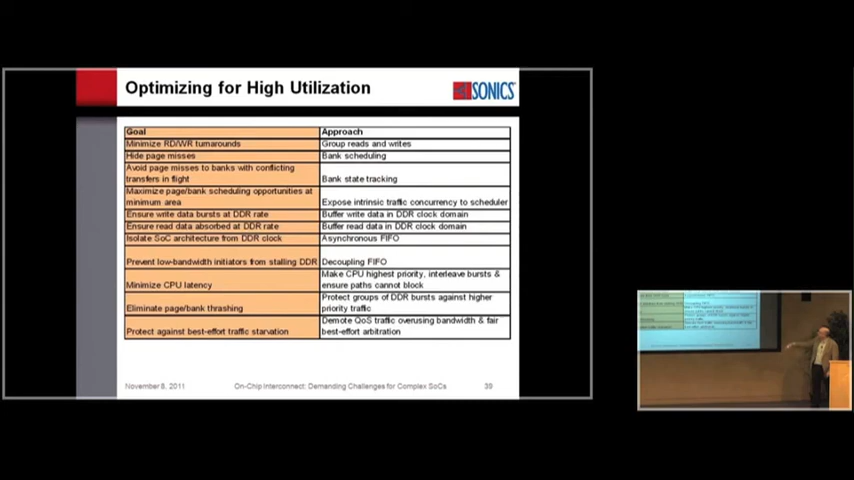 Optimizing for High Utilization
SONICS
Goal Approach
Minimize RD/WR turnarounds Group reads and writes
Hide page misses Bank scheduling
Avoid page misses to banks with conflicting
transfers in flight Bank state tracking
Maximize page/bank scheduling opportunities at
minimum area Expose intrinsic traffic concurrency to scheduler
Ensure write data bursts at DDR rate Buffer write data in DDR clock domain
Ensure read data absorbed at DDR rate Buffer read data in DDR clock domain
Isolate SoC architecture from DDR clock Asynchronous FIFO
Prevent low-bandwidth initiators from stalling DDR Decoupling FIFO
Make CPU highest priority, interleave bursts &
Minimize CPU latency ensure paths cannot block
Protect groups of DDR bursts against higher
Eliminate page/bank thrashing priority traffic
Demote QoS traffic overusing bandwidth & fair
Protect against best-effort traffic starvation best-effort arbitration
November 8, 2011 On-Chip Interconnect: Demanding Challenges for Complex SoCs 39